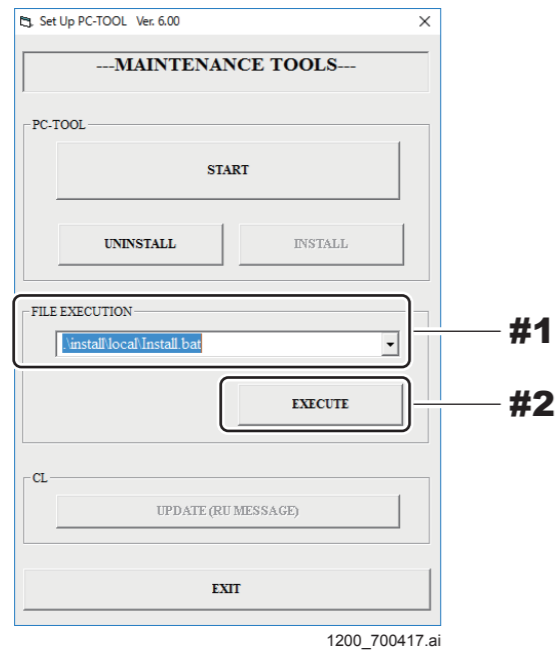 Set Up PC-TOOL Ver. 6.00
---MAINTENANCE TOOLS---
PC-TOOL
START
UNINSTALL INSTALL
FILE EXECUTION
.\install\local\Install.bat
#1
EXECUTE
#2
CL
UPDATE (RU MESSAGE)
EXIT
1200_700417.ai